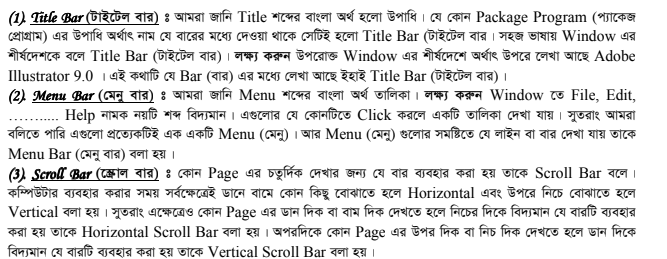 (1). Title Bar (টাইটেল বার) ঃ আমরা জানি Title শব্দের বাংলা অর্থ হলো উপাধি। যে কোন Package Program (প্যাকেজ
প্রোগ্রাম) এর উপাধি অর্থাৎ নাম যে বারের মধ্যে দেওয়া থাকে সেটিই হলো Title Bar (টাইটেল বার)। সহজ ভাষায় Window এর
শীর্ষদেশকে বলে Title Bar (টাইটেল বার)। লক্ষ্য করুন উপরোক্ত Window এর শীর্ষদেশে অর্থাৎ উপরে লেখা আছে Adobe
Illustrator 9.0 । এই কথাটি যে Bar (বার) এর মধ্যে লেখা আছে ইহাই Title Bar (টাইটেল বার)।
(2). Menu Bar (মেনু বার) ঃ আমরা জানি Menu শব্দের বাংলা অর্থ তালিকা। লক্ষ্য করুন Window তে File, Edit,
……..... Help নামক নয়টি শব্দ বিদ্যমান। এগুলোর যে কোনটিতে Click করলে একটি তালিকা দেখা যায়। সুতরাং আমরা
বলিতে পারি এগুলো প্রত্যেকটিই এক একটি Menu (মেনু)। আর Menu (মেনু) গুলোর সমষ্টিতে যে লাইন বা বার দেখা যায় তাকে
Menu Bar (মেনু বার) বলা হয়।
(3). Scroll Bar (স্ক্রোল বার) ঃ কোন Page এর চতুর্দিক দেখার জন্য যে বার ব্যবহার করা হয় তাকে Scroll Bar বলে।
কম্পিউটার ব্যবহার করার সময় সর্বক্ষেত্রেই ডানে বামে কোন কিছু বোঝাতে হলে Horizontal এবং উপরে নিচে বোঝাতে হলে
Vertical বলা হয়। সুতরাং এক্ষেত্রেও কোন Page এর ডান দিক বা বাম দিক দেখতে হলে নিচের দিকে বিদ্যমান যে বারটি ব্যবহার
করা হয় তাকে Horizontal Scroll Bar বলা হয়। অপরদিকে কোন Page এর উপর দিক বা নিচ দিক দেখতে হলে ডান দিকে
বিদ্যমান যে বারটি ব্যবহার করা হয় তাকে Vertical Scroll Bar বলা হয়।